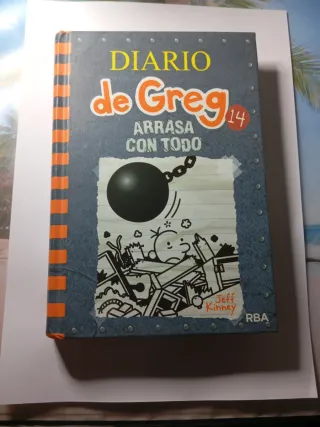 DIARIO
de Greg
14
ARRASA
CON TODO
Jeff
Kinney
RBA